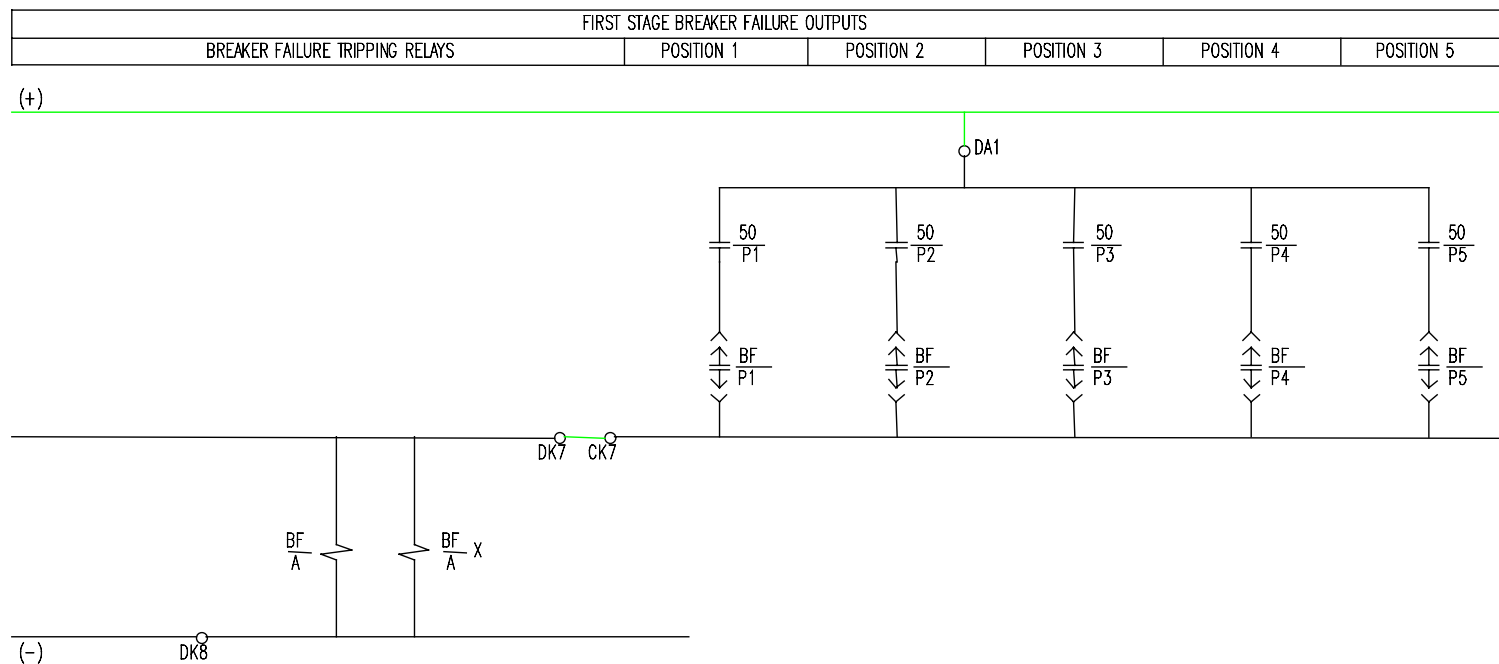 FIRST STAGE BREAKER FAILURE OUTPUTS
BREAKER FAILURE TRIPPING RELAYS POSITION 1 POSITION 2 POSITION 3 POSITION 4 POSITION 5
(+)
DA1
50 50 50 50 50
P1 P2 P3 P4 P5
BF BF BF BF BF
P1 P2 P3 P4 P5
DK7 CK7
BF BF X
A A
(-)
DK8